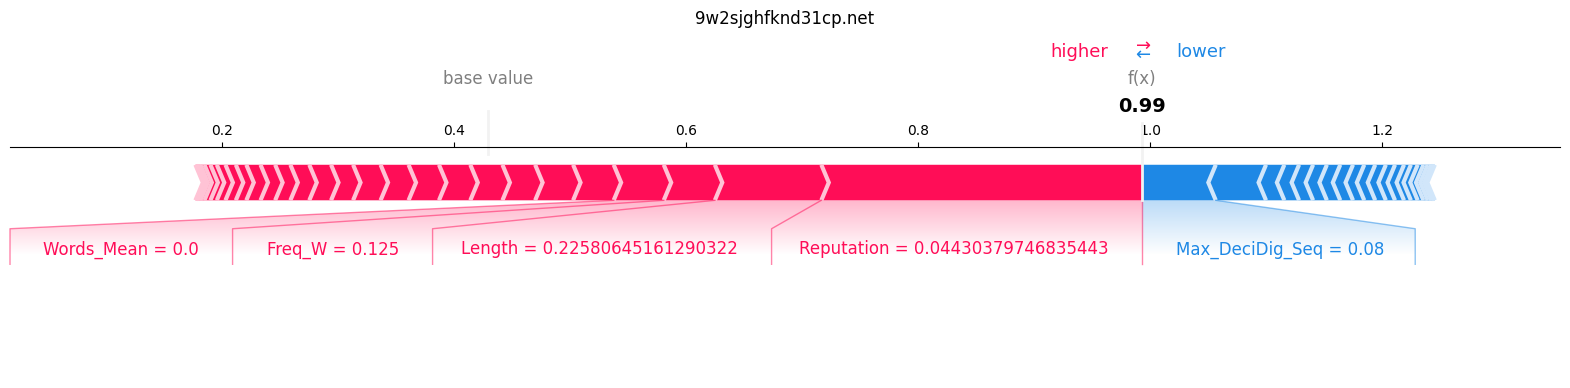 9w2sjghfknd31cp.net
higher ⇄ lower
base value f(x)
0.99
0.2 0.4 0.6 0.8 1.0 1.2
Words_Mean = 0.0 Freq_W = 0.125 Length = 0.22580645161290322 Reputation = 0.04430379746835443 Max_DeciDig_Seq = 0.08